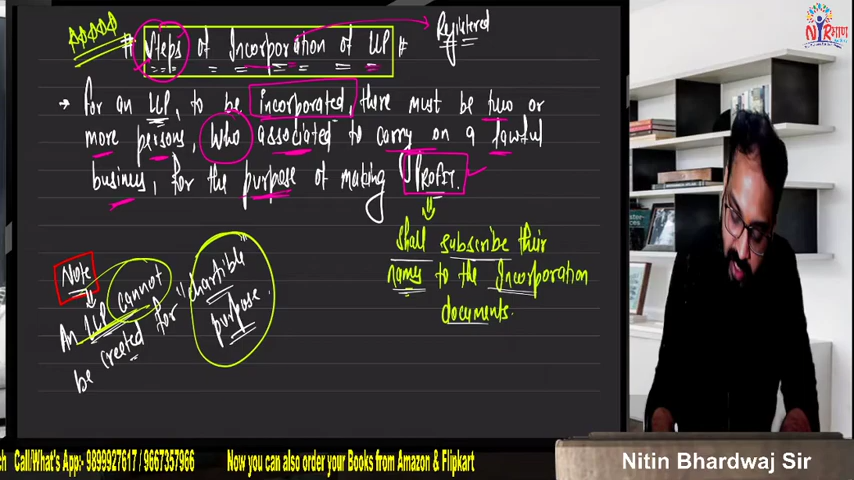 # Steps of Incorporation of LLP #
Registered
→ For an LLP, to be incorporated, there must be two or
more persons, who associated to carry on a lawful
business, for the purpose of making Profit.
shall subscribe their
names to the Incorporation
documents.
Note
An LLP cannot
be created for "chartible
purpose.
NIRमाण
ch Call/What's App:- 9899927617 / 9667357966 Now you can also order your Books from Amazon & Flipkart
Nitin Bhardwaj Sir